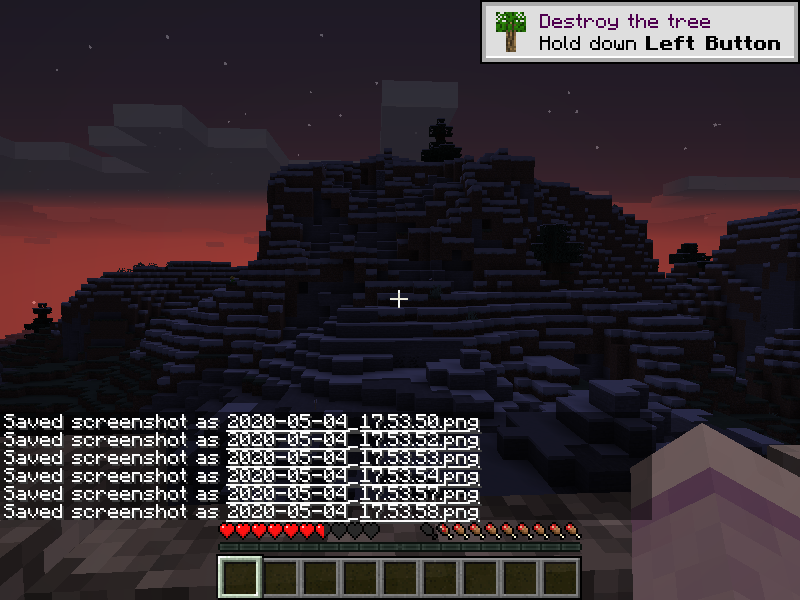 Destroy the tree
Hold down Left Button
Saved screenshot as 2020-05-04_17.53.50.png
Saved screenshot as 2020-05-04_17.53.52.png
Saved screenshot as 2020-05-04_17.53.53.png
Saved screenshot as 2020-05-04_17.53.54.png
Saved screenshot as 2020-05-04_17.53.57.png
Saved screenshot as 2020-05-04_17.53.58.png